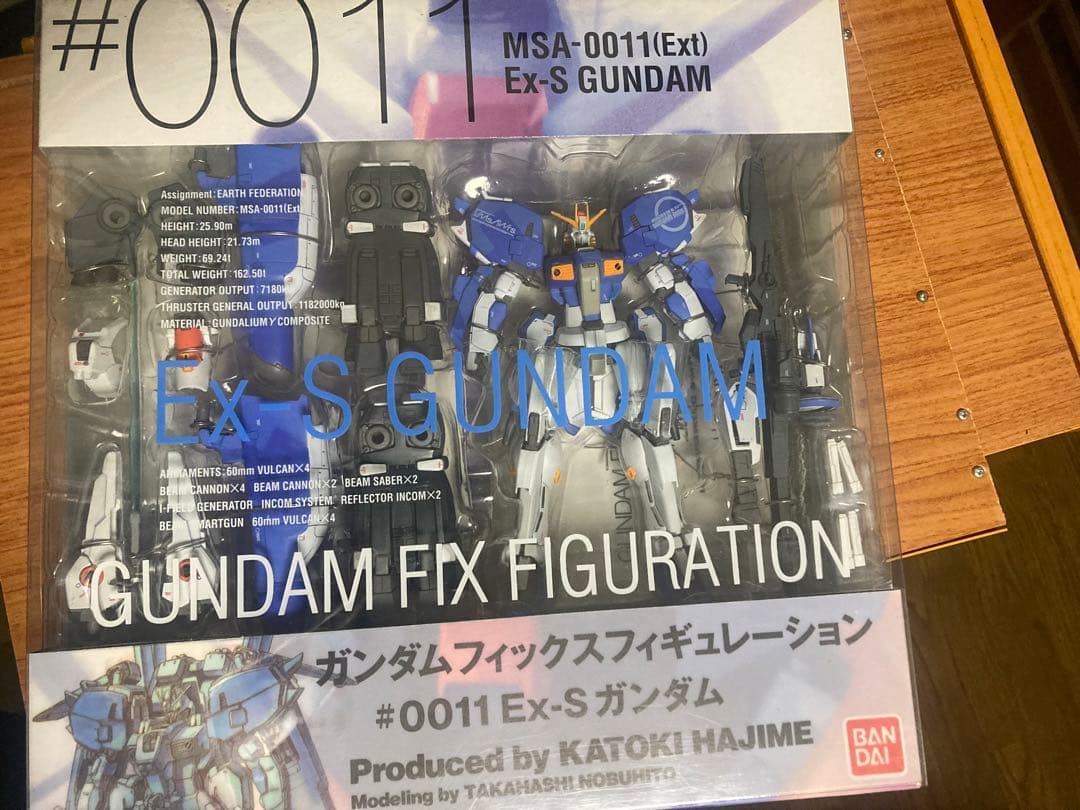 #0011
MSA-0011(Ext)
Ex-S GUNDAM
Assignment: EARTH FEDERATION
MODEL NUMBER: MSA-0011(Ext
HEIGHT: 25.90m
HEAD HEIGHT: 21.73m
WEIGHT: 69.24t
TOTAL WEIGHT: 162.50t
GENERATOR OUTPUT: 7180k
THRUSTER GENERAL OUTPUT: 1182000kg
MATERIAL: GUNDALIUM γ COMPOSITE
Ex-S GUNDAM
ARMAMENTS: 60mm VULCAN×4
BEAM CANNON×4 BEAM CANNON×2 BEAM SABER×2
I-FIELD GENERATOR INCOM SYSTEM REFLECTOR INCOM×2
BEAM SMARTGUN 60mm VULCAN×4
GUNDAM FIX FIGURATION
ガンダムフィックスフィギュレーション
#0011 Ex-S ガンダム
Produced by KATOKI HAJIME
Modeling by TAKAHASHI NOBUHITO
BAN
DAI